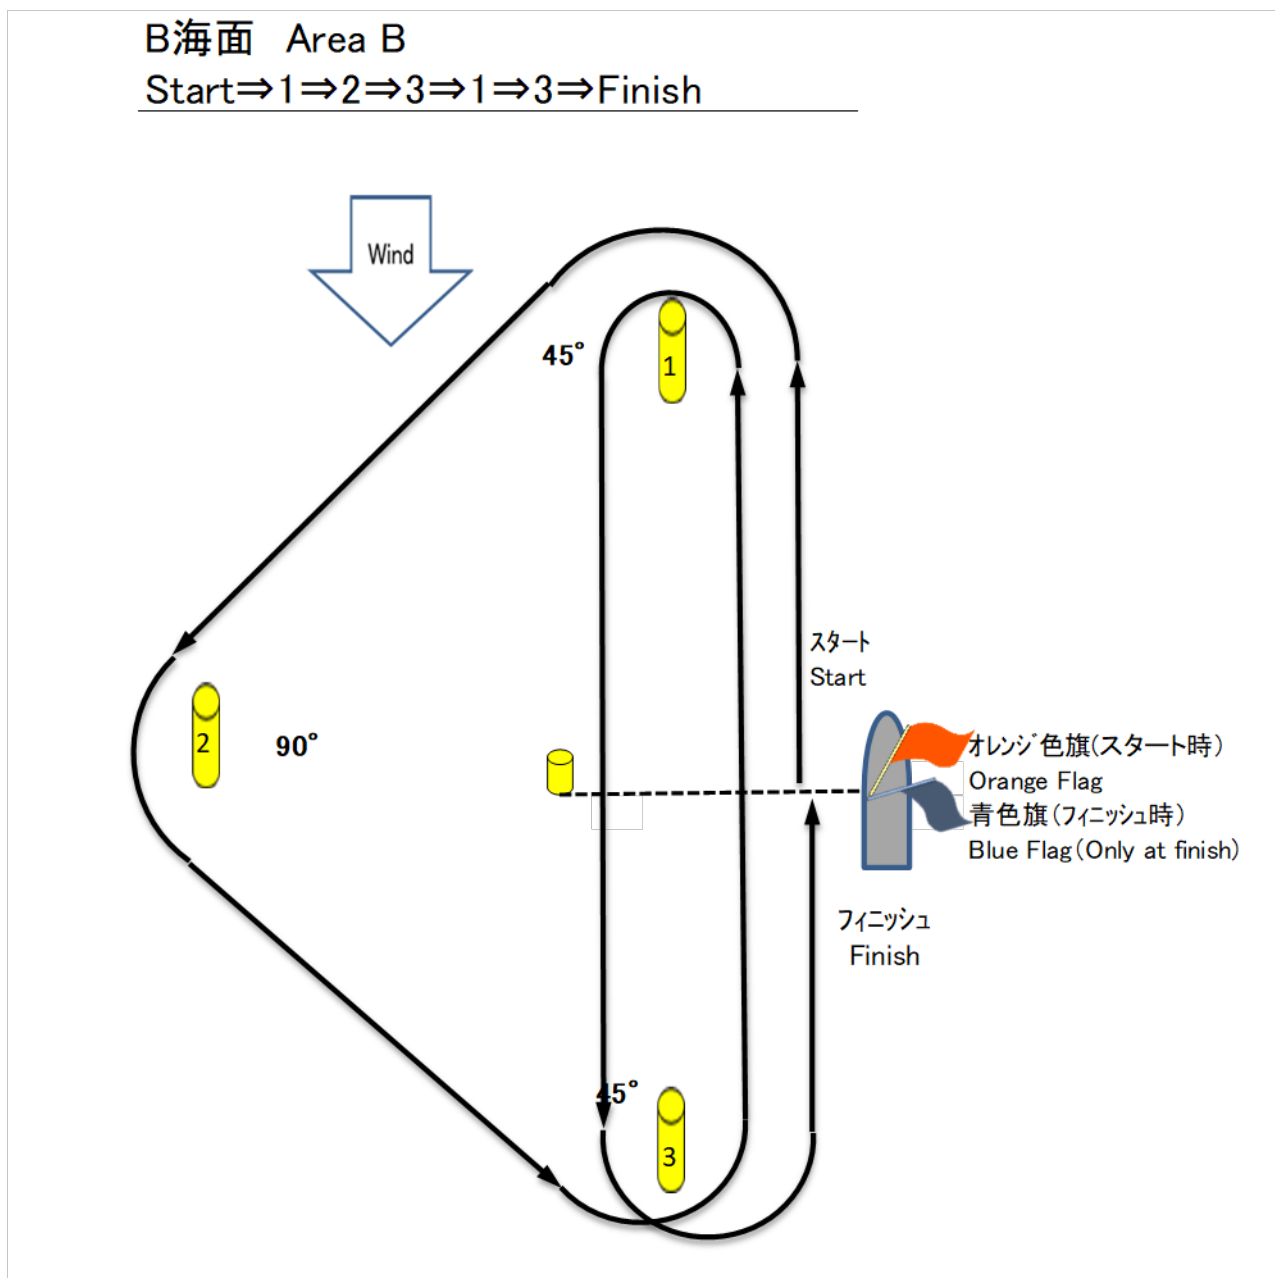 B海面　Area B
Start⇒1⇒2⇒3⇒1⇒3⇒Finish
Wind
45°
1
スタート
Start
2
90°
オレンジ色旗(スタート時)
Orange Flag
青色旗(フィニッシュ時)
Blue Flag(Only at finish)
フィニッシュ
Finish
45°
3